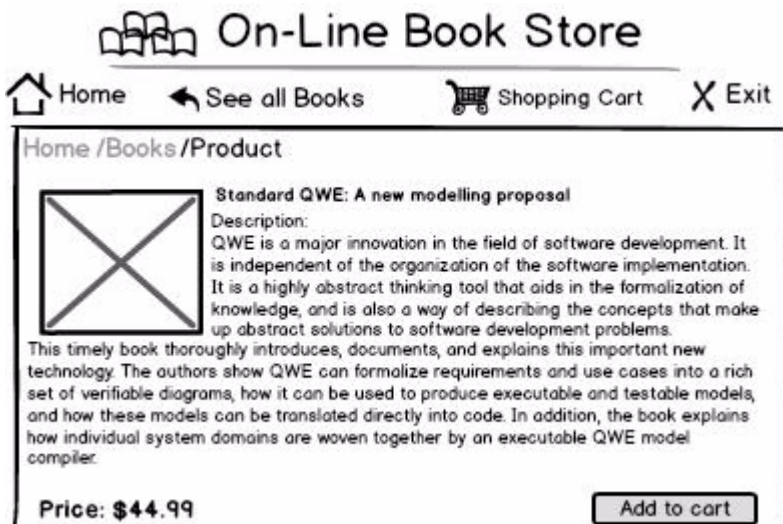 On-Line Book Store
Home See all Books Shopping Cart Exit
Home /Books/Product
Standard QWE: A new modelling proposal
Description:
QWE is a major innovation in the field of software development. It
is independent of the organization of the software implementation.
It is a highly abstract thinking tool that aids in the formalization of
knowledge, and is also a way of describing the concepts that make
up abstract solutions to software development problems.
This timely book thoroughly introduces, documents, and explains this important new
technology. The authors show QWE can formalize requirements and use cases into a rich
set of verifiable diagrams, how it can be used to produce executable and testable models,
and how these models can be translated directly into code. In addition, the book explains
how individual system domains are woven together by an executable QWE model
compiler.
Price: $44.99 Add to cart